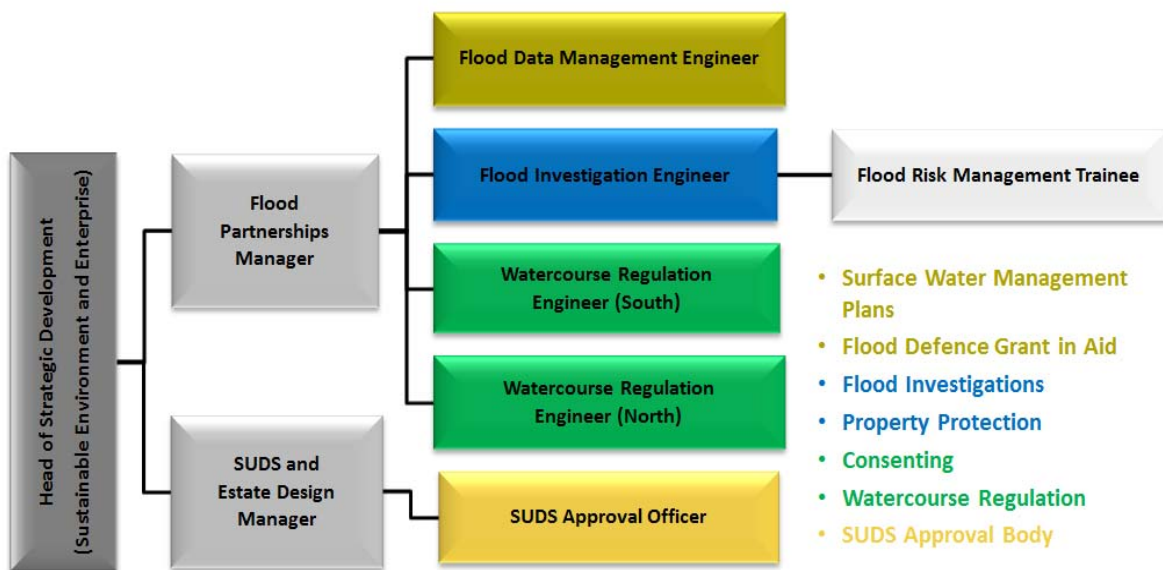 Head of Strategic Development
(Sustainable Environment and Enterprise)
Flood
Partnerships
Manager
SUDS and
Estate Design
Manager
Flood Data Management Engineer
Flood Investigation Engineer
Watercourse Regulation
Engineer (South)
Watercourse Regulation
Engineer (North)
SUDS Approval Officer
Flood Risk Management Trainee
• Surface Water Management
Plans
• Flood Defence Grant in Aid
• Flood Investigations
• Property Protection
• Consenting
• Watercourse Regulation
• SUDS Approval Body